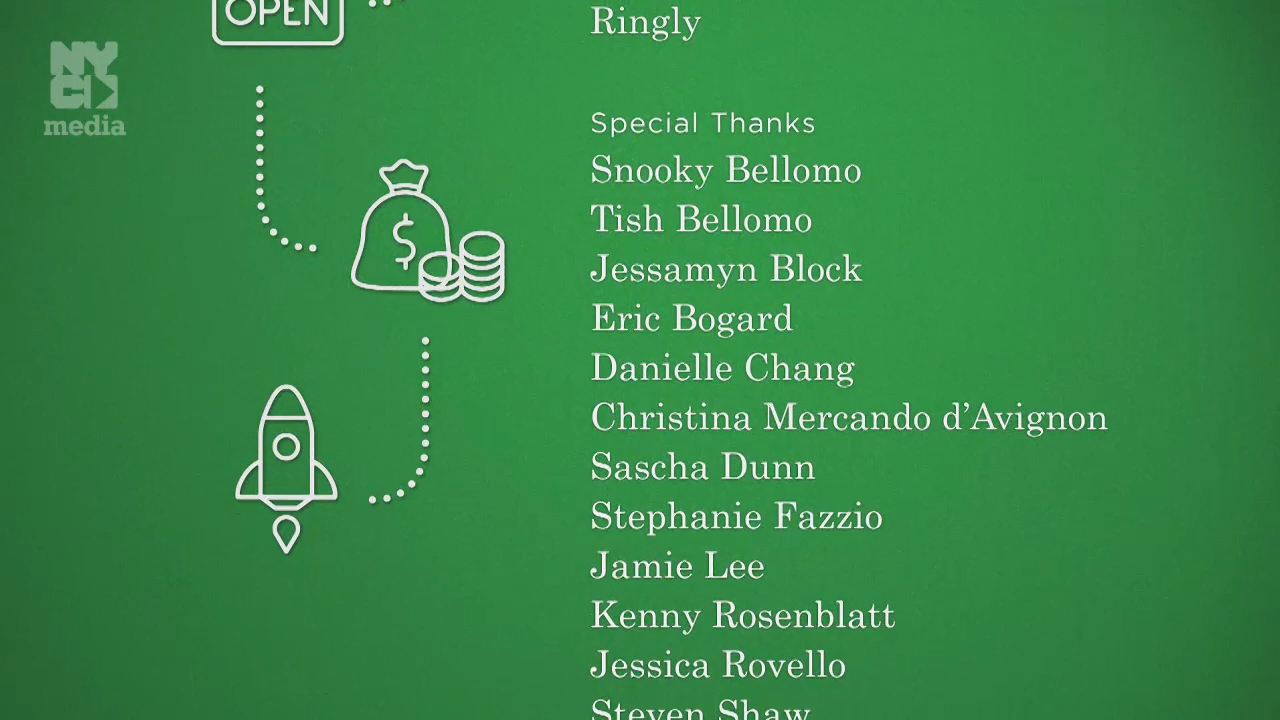 OPEN
NYC
media
$
Ringly
Special Thanks
Snooky Bellomo
Tish Bellomo
Jessamyn Block
Eric Bogard
Danielle Chang
Christina Mercando d’Avignon
Sascha Dunn
Stephanie Fazzio
Jamie Lee
Kenny Rosenblatt
Jessica Rovello
Steven Shaw